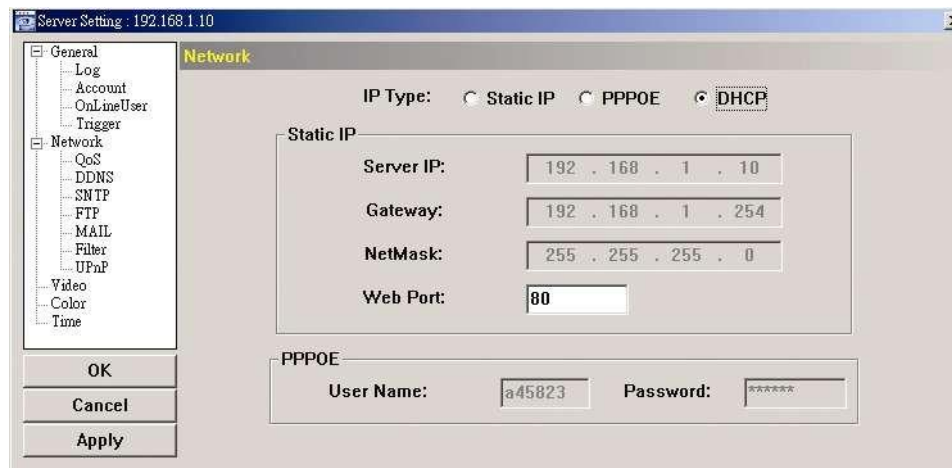 Server Setting : 192.168.1.10
General
Log
Account
OnLineUser
Trigger
Network
QoS
DDNS
SNTP
FTP
MAIL
Filter
UPnP
Video
Color
Time
OK
Cancel
Apply
Network
IP Type: Static IP PPPOE DHCP
Static IP
Server IP: 192 . 168 . 1 . 10
Gateway: 192 . 168 . 1 . 254
NetMask: 255 . 255 . 255 . 0
Web Port: 80
PPPOE
User Name: a45823 Password: ******